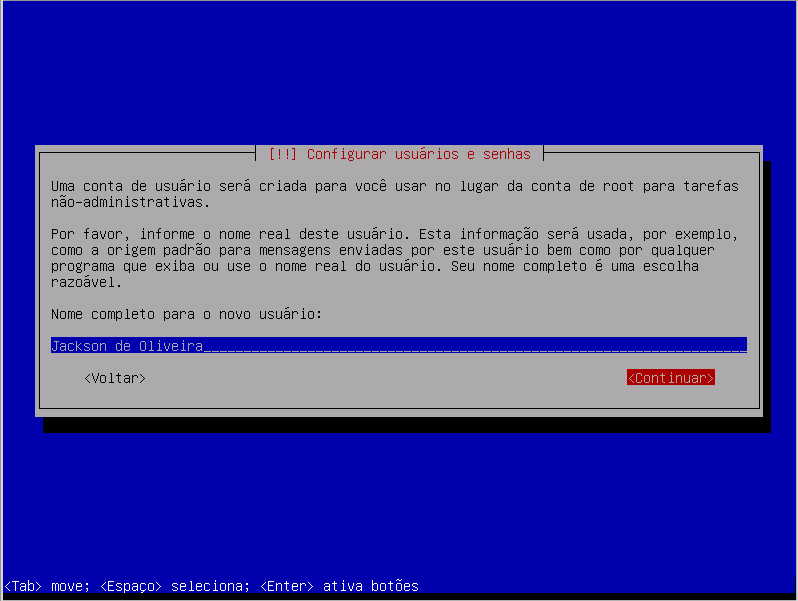 [!!] Configurar usuários e senhas
Uma conta de usuário será criada para você usar no lugar da conta de root para tarefas
não-administrativas.
Por favor, informe o nome real deste usuário. Esta informação será usada, por exemplo,
como a origem padrão para mensagens enviadas por este usuário bem como por qualquer
programa que exiba ou use o nome real do usuário. Seu nome completo é uma escolha
razoável.
Nome completo para o novo usuário:
Jackson de Oliveira
<Voltar> <Continuar>
<Tab> move; <Espaço> seleciona; <Enter> ativa botões